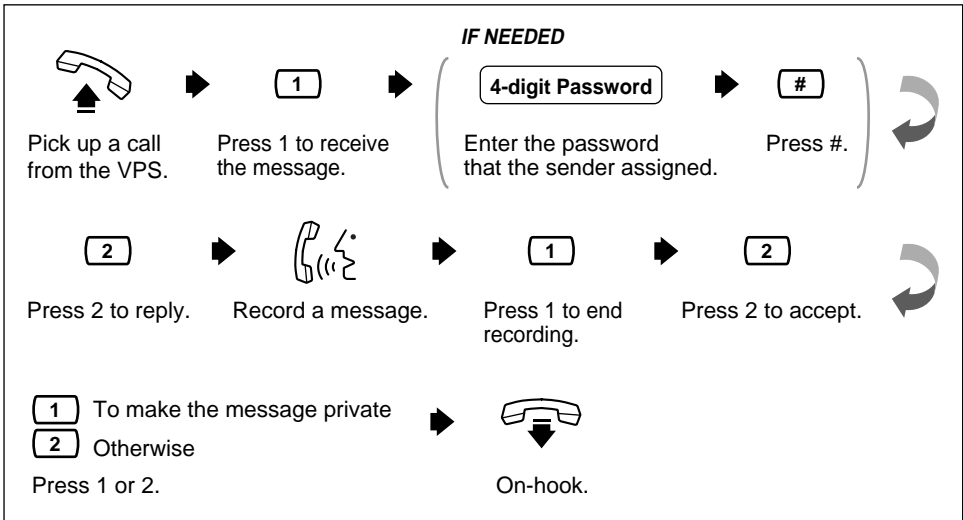 IF NEEDED
1
4-digit Password
#
Pick up a call
from the VPS.
Press 1 to receive
the message.
Enter the password
that the sender assigned.
Press #.
2
1
2
Press 2 to reply.
Record a message.
Press 1 to end
recording.
Press 2 to accept.
1 To make the message private
2 Otherwise
Press 1 or 2.
On-hook.